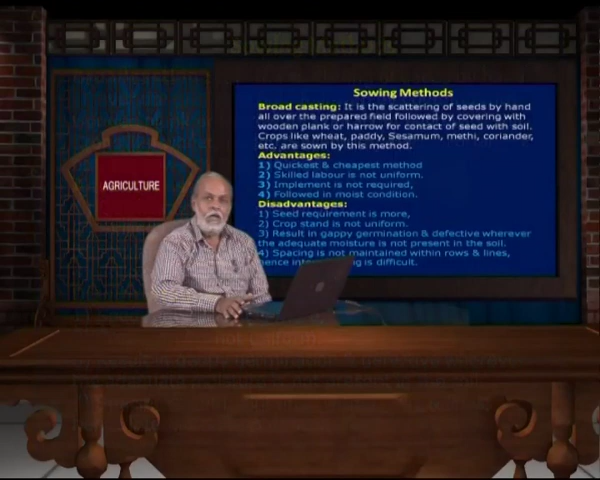 Sowing Methods
Broad casting: It is the scattering of seeds by hand
all over the prepared field followed by covering with
wooden plank or harrow for contact of seed with soil.
Crops like wheat, paddy, Sesamum, methi, coriander,
etc. are sown by this method.
Advantages:
1) Quickest & cheapest method
2) Skilled labour is not uniform.
3) Implement is not required,
4) Followed in moist condition.
Disadvantages:
1) Seed requirement is more,
2) Crop stand is not uniform.
3) Result in gappy germination & defective wherever
the adequate moisture is not present in the soil.
4) Spacing is not maintained within rows & lines,
is difficult.
AGRICULTURE
not uniform